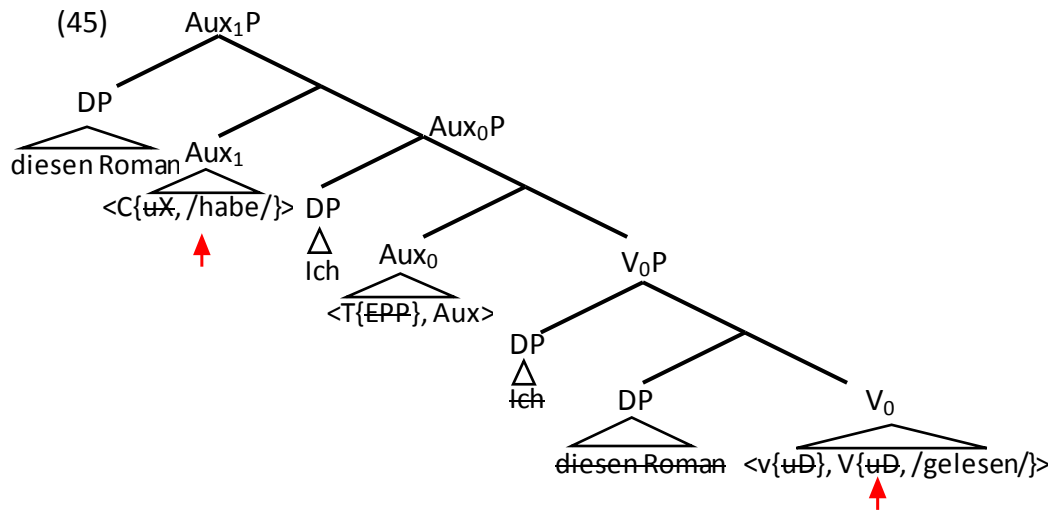 (45)
Aux₁P
DP
diesen Roman
Aux₁
<C{uX, /habe/}>
Aux₀P
DP
Ich
Aux₀
<T{EPP}, Aux>
V₀P
DP
Ich
DP
diesen Roman
V₀
<v{uD}, V{uD, /gelesen/}>